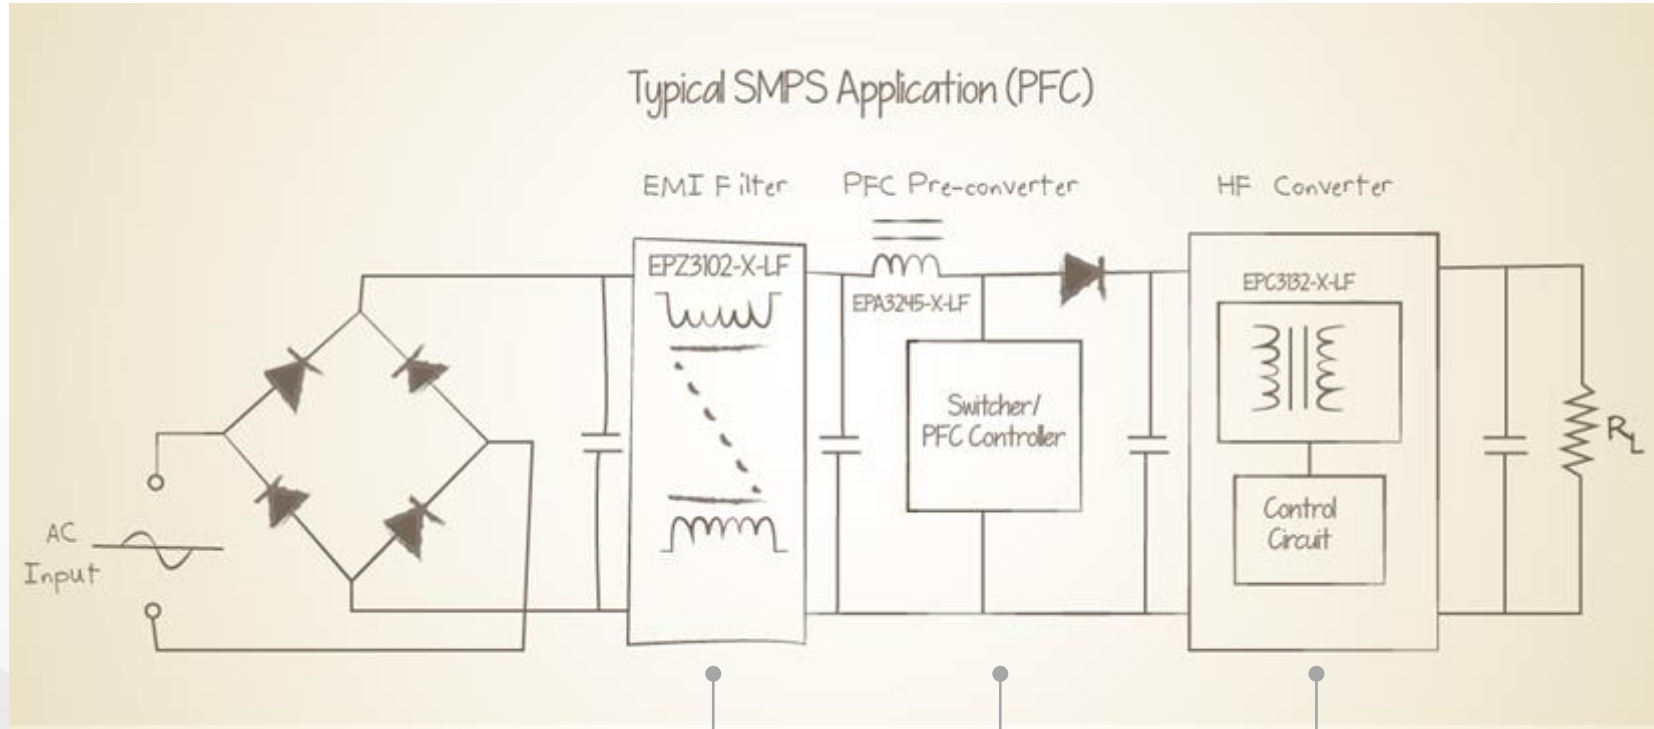 Typical SMPS Application (PFC)
EMI Filter
PFC Pre-converter
HF Converter
EPZ3102-X-LF
EPA3245-X-LF
EPC3132-X-LF
Switcher/
PFC Controller
Control
Circuit
RL
AC
Input